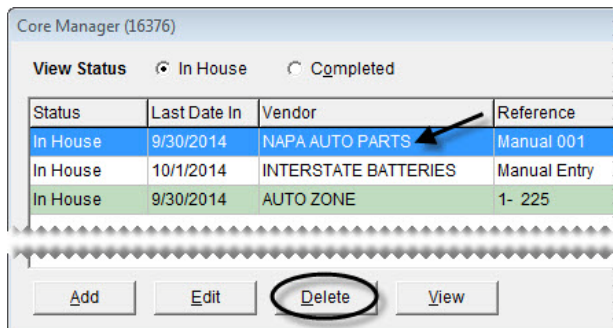 Core Manager (16376)
View Status In House Completed
Status Last Date In Vendor Reference
In House 9/30/2014 NAPA AUTO PARTS Manual 001
In House 10/1/2014 INTERSTATE BATTERIES Manual Entry
In House 9/30/2014 AUTO ZONE 1- 225
Add Edit Delete View